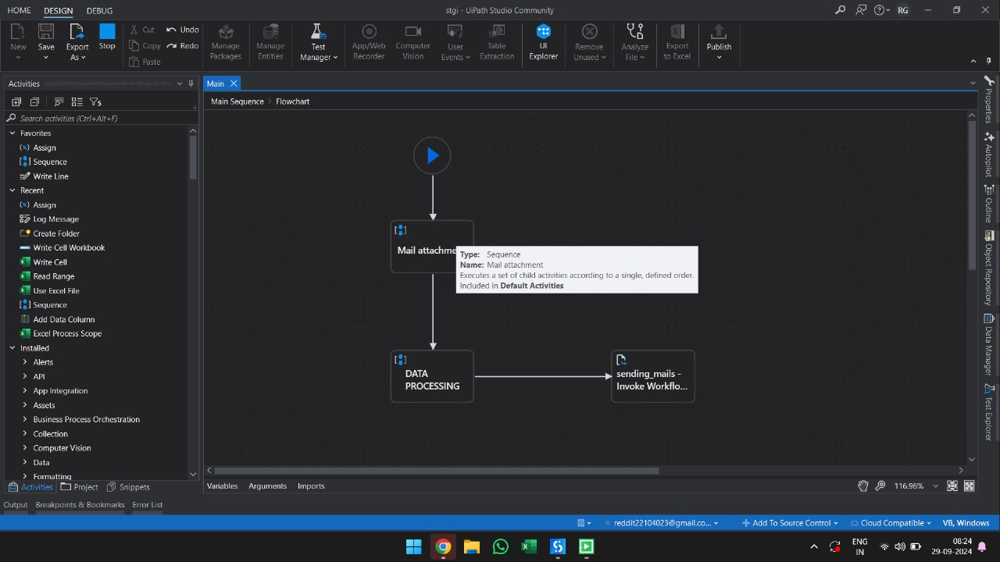 HOME DESIGN DEBUG
stgi - UiPath Studio Community
RG
New
Save
Export As
Stop
Cut
Copy
Paste
Undo
Redo
Manage Packages
Manage Entities
Test Manager
App/Web Recorder
Computer Vision
User Events
Table Extraction
UI Explorer
Remove Unused
Analyze File
Export to Excel
Publish
Activities
Search activities (Ctrl+Alt+F)
Favorites
Assign
Sequence
Write Line
Recent
Assign
Log Message
Create Folder
Write Cell Workbook
Write Cell
Read Range
Use Excel File
Sequence
Add Data Column
Excel Process Scope
Installed
Alerts
API
App Integration
Assets
Business Process Orchestration
Collection
Computer Vision
Data
Formatting
Activities Project Snippets
Main
Main Sequence > Flowchart
Mail attachme
Type: Sequence
Name: Mail attachment
Executes a set of child activities according to a single, defined order.
Included in Default Activities
DATA
PROCESSING
sending_mails -
Invoke Workflo...
Variables Arguments Imports
116.96%
Properties
Autopilot
Outline
Object Repository
Data Manager
Test Explorer
Output Breakpoints & Bookmarks Error List
reddit22104023@gmail.co...
Add To Source Control
Cloud Compatible
VB, Windows
ENG
IN
08:24
29-09-2024